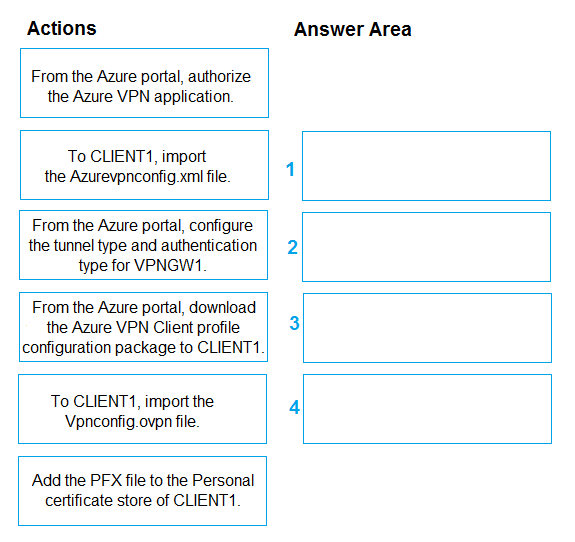 Actions
Answer Area
From the Azure portal, authorize
the Azure VPN application.
To CLIENT1, import
the Azurevpnconfig.xml file.
1
From the Azure portal, configure
the tunnel type and authentication
type for VPNGW1.
2
From the Azure portal, download
the Azure VPN Client profile
configuration package to CLIENT1.
3
To CLIENT1, import the
Vpnconfig.ovpn file.
4
Add the PFX file to the Personal
certificate store of CLIENT1.